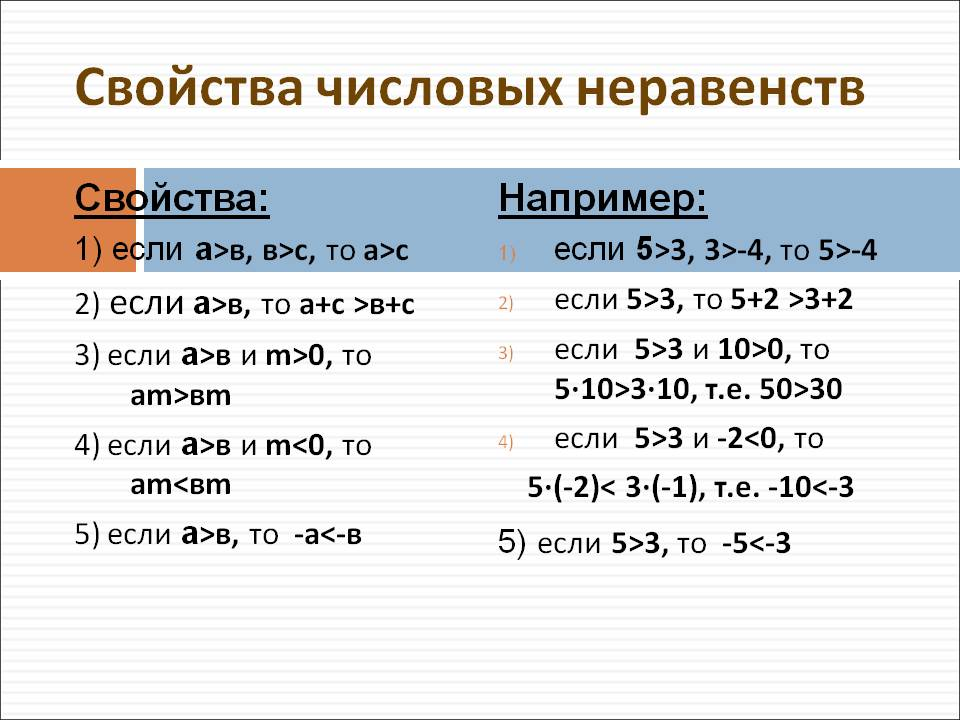 Свойства числовых неравенств
Свойства:
1) если а>в, в>с, то а>с
2) если а>в, то а+с >в+с
3) если а>в и m>0, то
am>вm
4) если а>в и m<0, то
am<вm
5) если а>в, то -а<-в
Например:
1) если 5>3, 3>-4, то 5>-4
2) если 5>3, то 5+2 >3+2
3) если 5>3 и 10>0, то
5·10>3·10, т.е. 50>30
4) если 5>3 и -2<0, то
5·(-2)< 3·(-1), т.е. -10<-3
5) если 5>3, то -5<-3